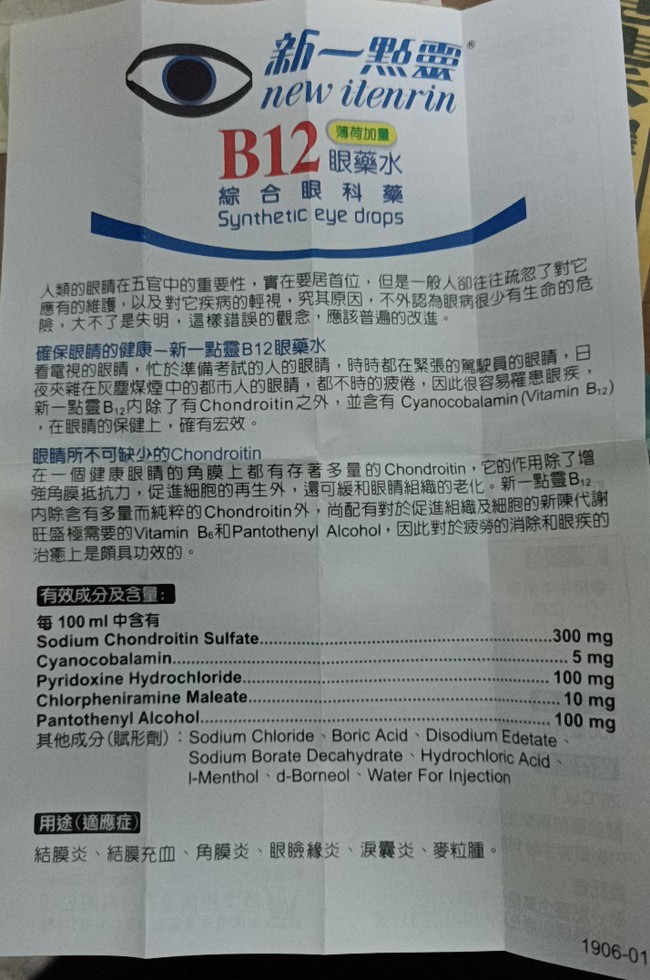 新一點靈®
new itenrin
B12 薄荷加量
眼藥水
綜合眼科藥
Synthetic eye drops
人類的眼睛在五官中的重要性，實在要居首位，但是一般人卻往往疏忽了對它
應有的維護，以及對它疾病的輕視，究其原因，不外認為眼病很少有生命的危
險，大不了是失明，這樣錯誤的觀念，應該普遍的改進。
確保眼睛的健康－新一點靈B12眼藥水
看電視的眼睛，忙於準備考試的人的眼睛，時時都在緊張的駕駛員的眼睛，日
夜夾雜在灰塵煤煙中的都市人的眼睛，都不時的疲倦，因此很容易罹患眼疾，
新一點靈B₁₂內除了有Chondroitin之外，並含有 Cyanocobalamin (Vitamin B₁₂)
，在眼睛的保健上，確有宏效。
眼睛所不可缺少的Chondroitin
在一個健康眼睛的角膜上都有存著多量的Chondroitin，它的作用除了增
強角膜抵抗力，促進細胞的再生外，還可緩和眼睛組織的老化。新一點靈B₁₂
內除含有多量而純粹的Chondroitin外，尚配有對於促進組織及細胞的新陳代謝
旺盛極需要的Vitamin B₆和Pantothenyl Alcohol，因此對於疲勞的消除和眼疾的
治癒上是頗具功效的。
有效成分及含量：
每 100 ml 中含有
Sodium Chondroitin Sulfate......300 mg
Cyanocobalamin...... 5 mg
Pyridoxine Hydrochloride...... 100 mg
Chlorpheniramine Maleate...... 10 mg
Pantothenyl Alcohol...... 100 mg
其他成分(賦形劑)：Sodium Chloride、Boric Acid、Disodium Edetate、
Sodium Borate Decahydrate、Hydrochloric Acid、
l-Menthol、d-Borneol、Water For Injection
用途(適應症)
結膜炎、結膜充血、角膜炎、眼瞼緣炎、淚囊炎、麥粒腫。
1906-01